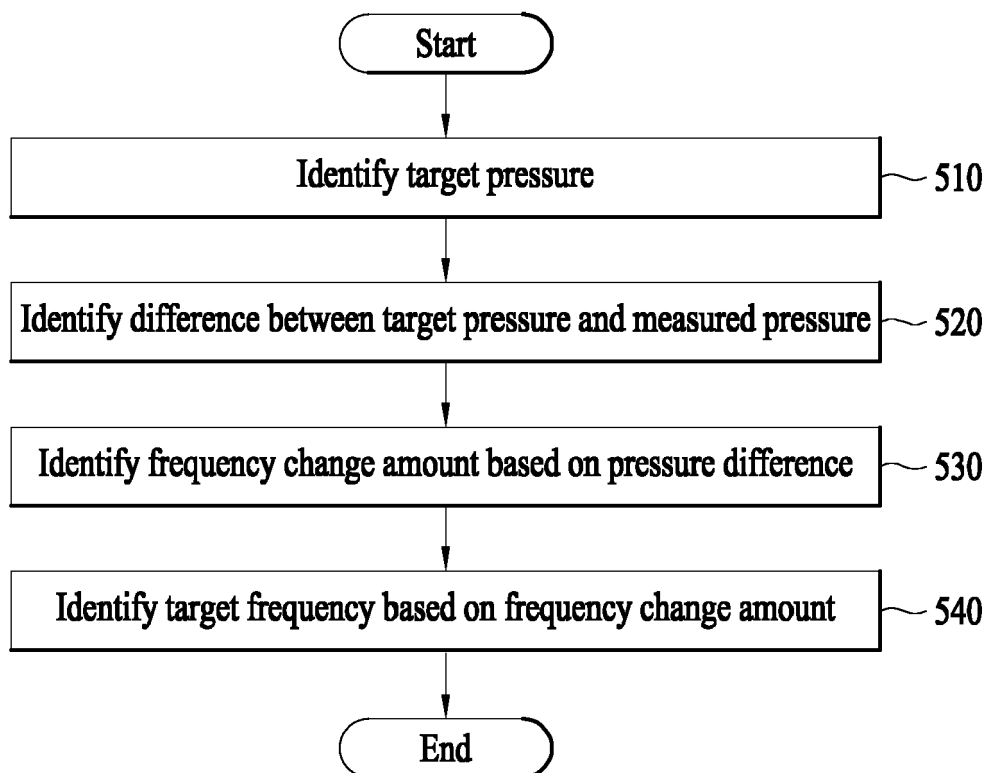 Start
Identify target pressure
510
Identify difference between target pressure and measured pressure
520
Identify frequency change amount based on pressure difference
530
Identify target frequency based on frequency change amount
540
End